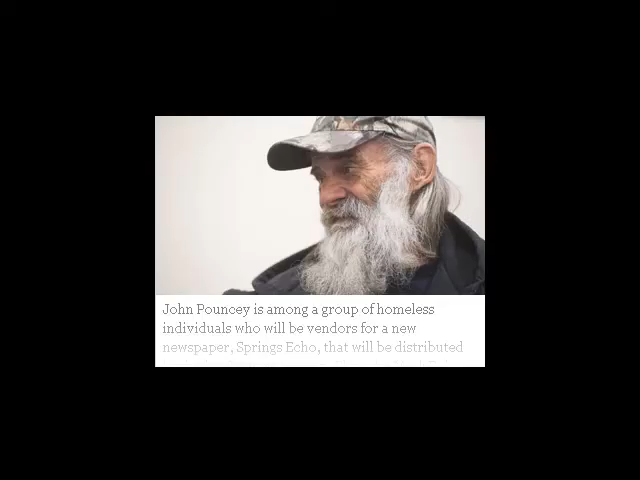 John Pouncey is among a group of homeless
individuals who will be vendors for a new
newspaper, Springs Echo, that will be distributed